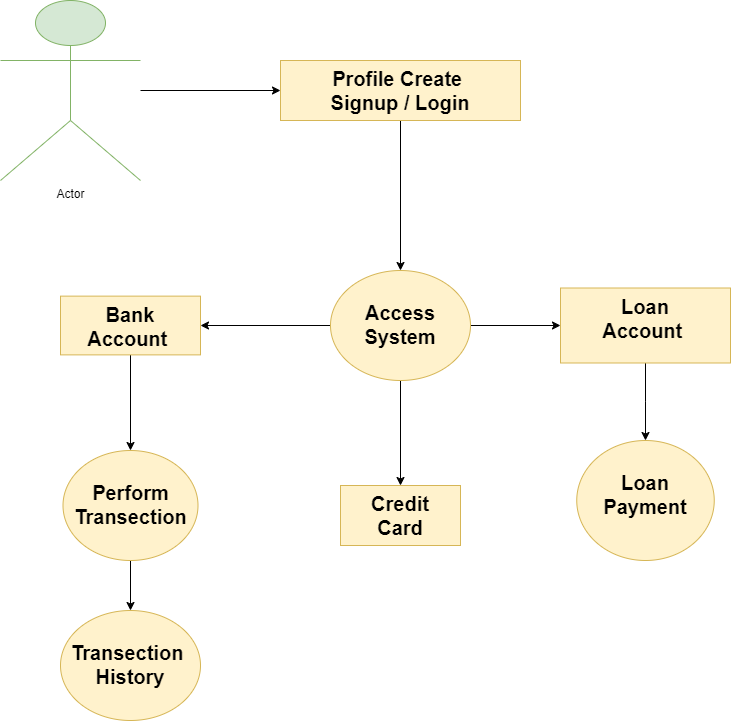 Profile Create
Signup / Login
Actor
Access
System
Bank
Account
Loan
Account
Perform
Transection
Credit
Card
Loan
Payment
Transection
History